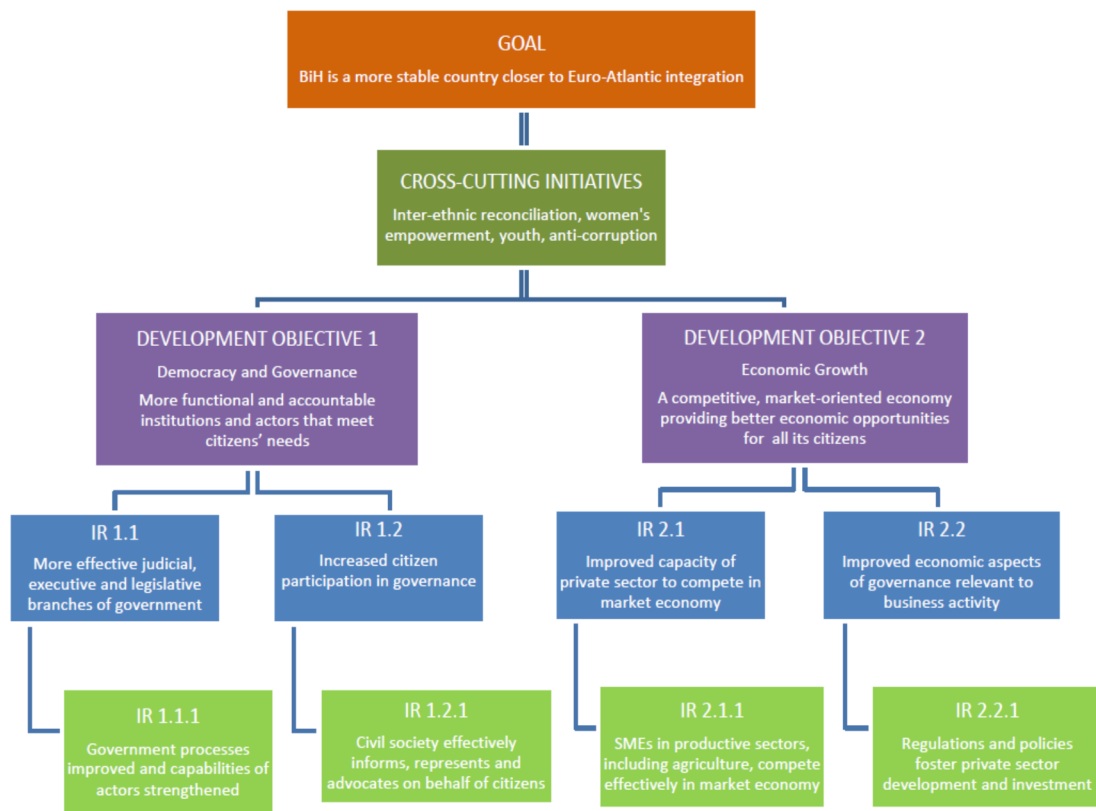 GOAL
BiH is a more stable country closer to Euro-Atlantic integration
CROSS-CUTTING INITIATIVES
Inter-ethnic reconciliation, women's
empowerment, youth, anti-corruption
DEVELOPMENT OBJECTIVE 1
Democracy and Governance
More functional and accountable
institutions and actors that meet
citizens’ needs
DEVELOPMENT OBJECTIVE 2
Economic Growth
A competitive, market-oriented economy
providing better economic opportunities
for all its citizens
IR 1.1
More effective judicial,
executive and legislative
branches of government
IR 1.2
Increased citizen
participation in governance
IR 2.1
Improved capacity of
private sector to compete in
market economy
IR 2.2
Improved economic aspects
of governance relevant to
business activity
IR 1.1.1
Government processes
improved and capabilities of
actors strengthened
IR 1.2.1
Civil society effectively
informs, represents and
advocates on behalf of citizens
IR 2.1.1
SMEs in productive sectors,
including agriculture, compete
effectively in market economy
IR 2.2.1
Regulations and policies
foster private sector
development and investment